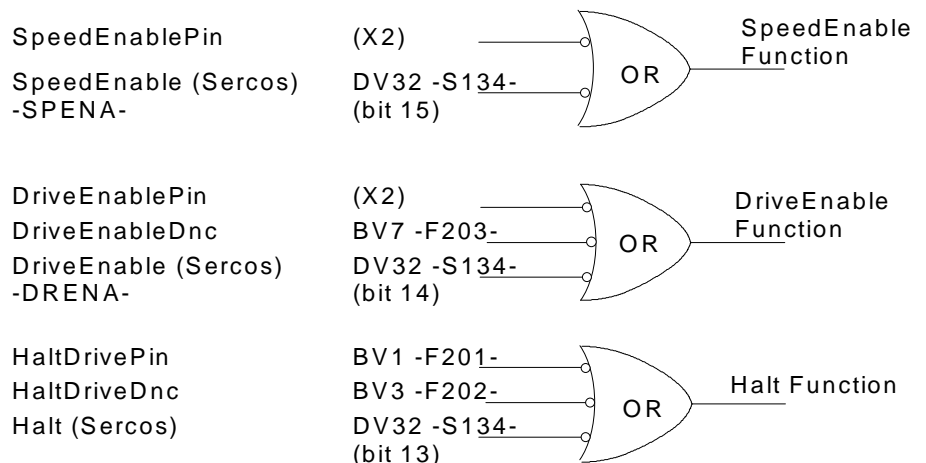 SpeedEnablePin (X2) SpeedEnable
Function
OR
SpeedEnable (Sercos) DV32 -S134-
-SPENA- (bit 15)
DriveEnablePin (X2) DriveEnable
Function
DriveEnableDnc BV7 -F203- OR
DriveEnable (Sercos) DV32 -S134-
-DRENA- (bit 14)
HaltDrivePin BV1 -F201-
HaltDriveDnc BV3 -F202- OR Halt Function
Halt (Sercos) DV32 -S134-
(bit 13)